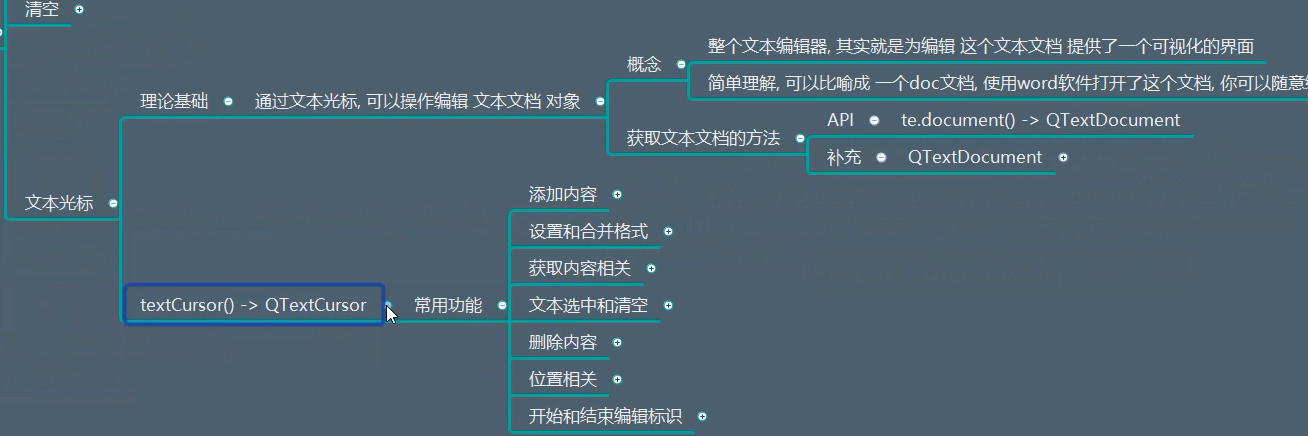 清空
整个文本编辑器, 其实就是为编辑 这个文本文档 提供了一个可视化的界面
概念
简单理解, 可以比喻成 一个doc文档, 使用word软件打开了这个文档, 你可以随意
理论基础
通过文本光标, 可以操作编辑 文本文档 对象
API
te.document() -> QTextDocument
获取文本文档的方法
补充
QTextDocument
文本光标
添加内容
设置和合并格式
获取内容相关
textCursor() -> QTextCursor
常用功能
文本选中和清空
删除内容
位置相关
开始和结束编辑标识